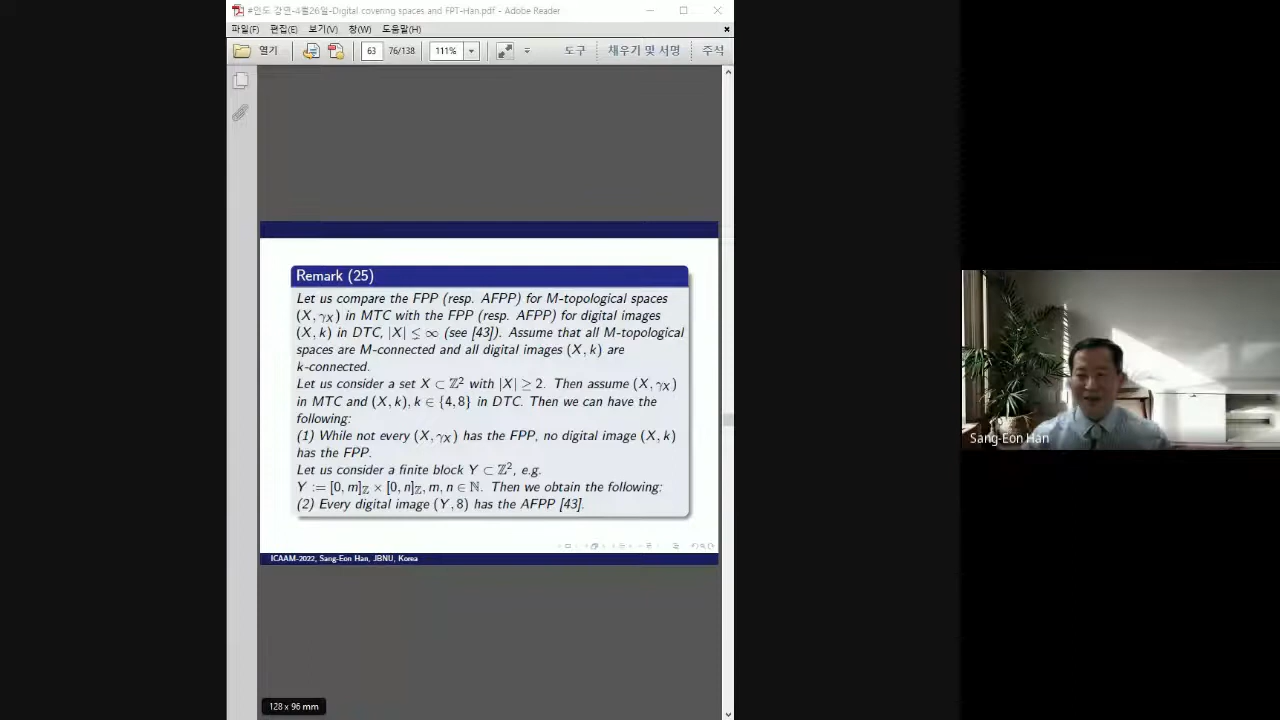 #인도 강연-4월26일-Digital covering spaces and FPT-Han.pdf - Adobe Reader
파일(F) 편집(E) 보기(V) 창(W) 도움말(H)
열기 63 76/138 111% 도구 채우기 및 서명 주석
Remark (25)
Let us compare the FPP (resp. AFPP) for M-topological spaces
(X, γ_X) in MTC with the FPP (resp. AFPP) for digital images
(X, k) in DTC, |X| ≨ ∞ (see [43]). Assume that all M-topological
spaces are M-connected and all digital images (X, k) are
k-connected.
Let us consider a set X ⊂ ℤ² with |X| ≥ 2. Then assume (X, γ_X)
in MTC and (X, k), k ∈ {4, 8} in DTC. Then we can have the
following:
(1) While not every (X, γ_X) has the FPP, no digital image (X, k)
has the FPP.
Let us consider a finite block Y ⊂ ℤ², e.g.
Y := [0, m]_ℤ × [0, n]_ℤ, m, n ∈ ℕ. Then we obtain the following:
(2) Every digital image (Y, 8) has the AFPP [43].
ICAAM-2022, Sang-Eon Han, JBNU, Korea
128 x 96 mm
Sang-Eon Han